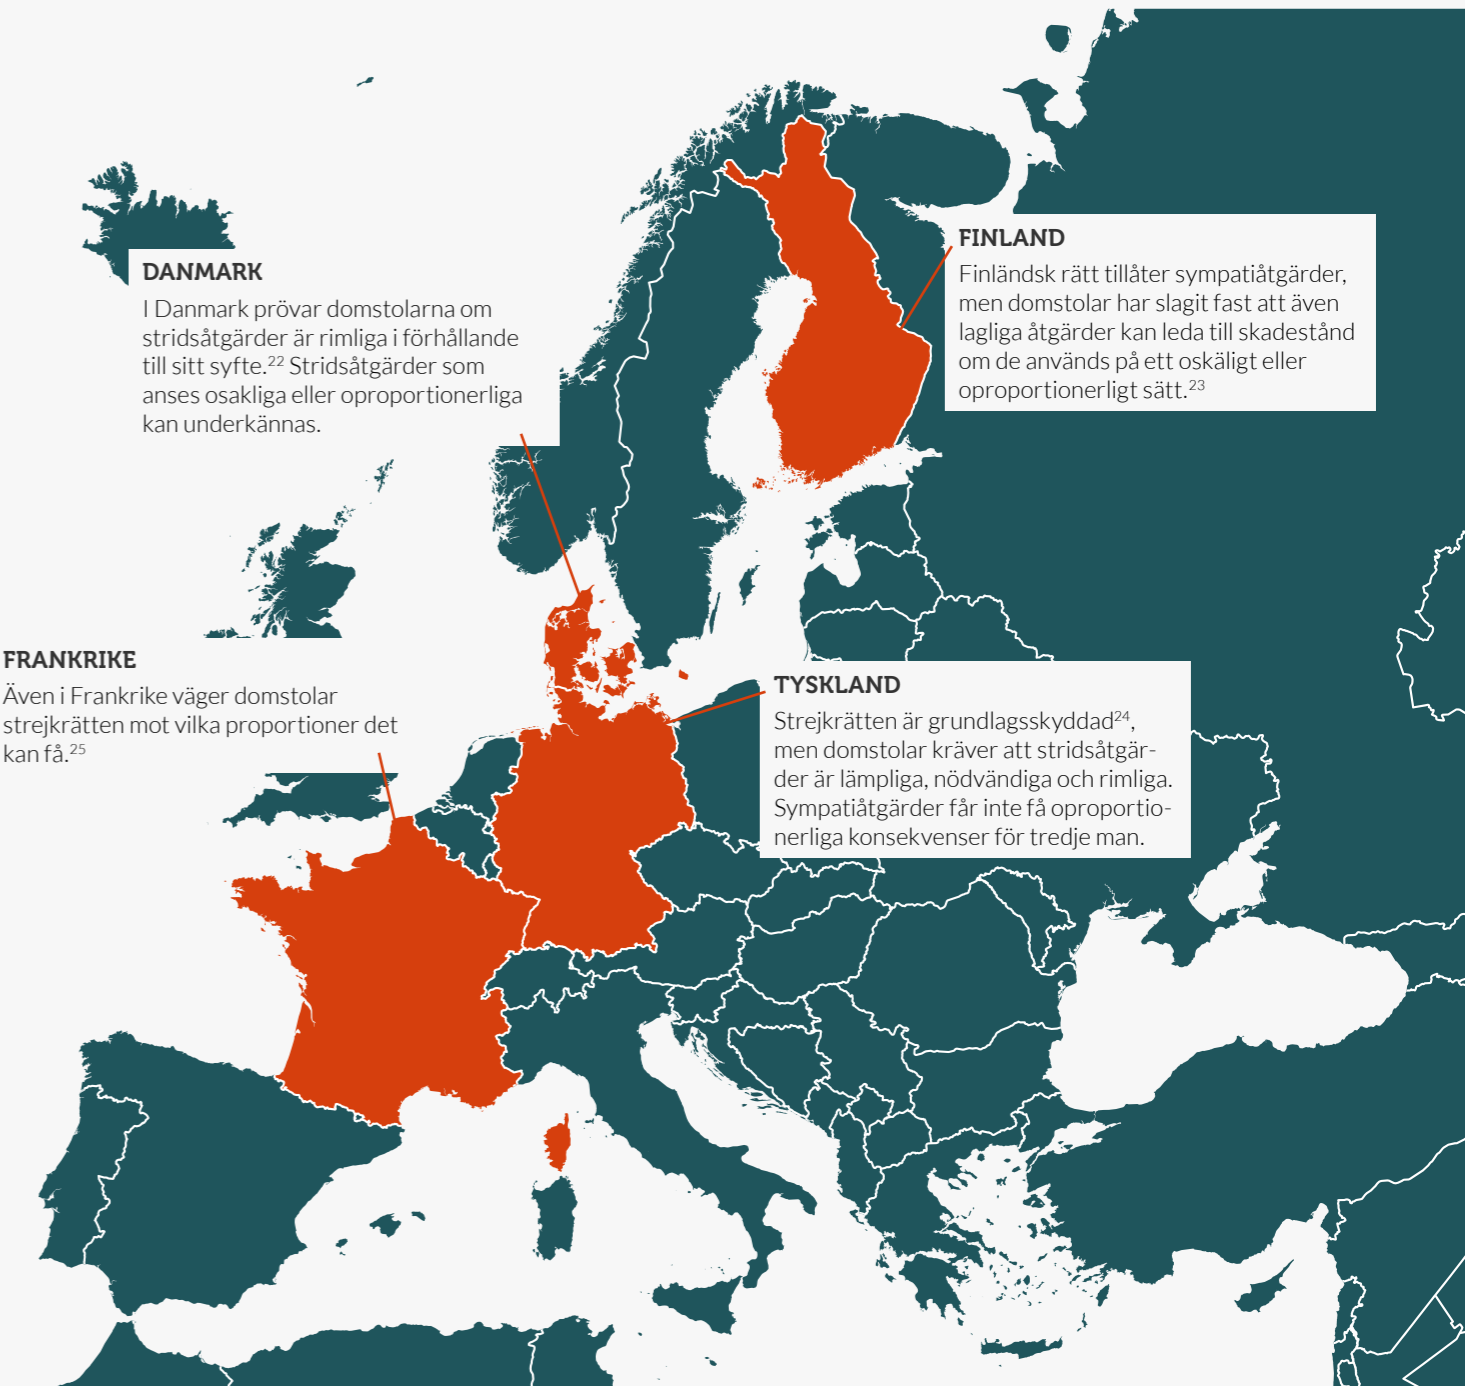 DANMARK
I Danmark prövar domstolarna om
stridsåtgärder är rimliga i förhållande
till sitt syfte.²² Stridsåtgärder som
anses osakliga eller oproportionerliga
kan underkännas.
FINLAND
Finländsk rätt tillåter sympatiåtgärder,
men domstolar har slagit fast att även
lagliga åtgärder kan leda till skadestånd
om de används på ett oskäligt eller
oproportionerligt sätt.²³
FRANKRIKE
Även i Frankrike väger domstolar
strejkrätten mot vilka proportioner det
kan få.²⁵
TYSKLAND
Strejkrätten är grundlagsskyddad²⁴,
men domstolar kräver att stridsåtgär-
der är lämpliga, nödvändiga och rimliga.
Sympatiåtgärder får inte få oproportio-
nerliga konsekvenser för tredje man.